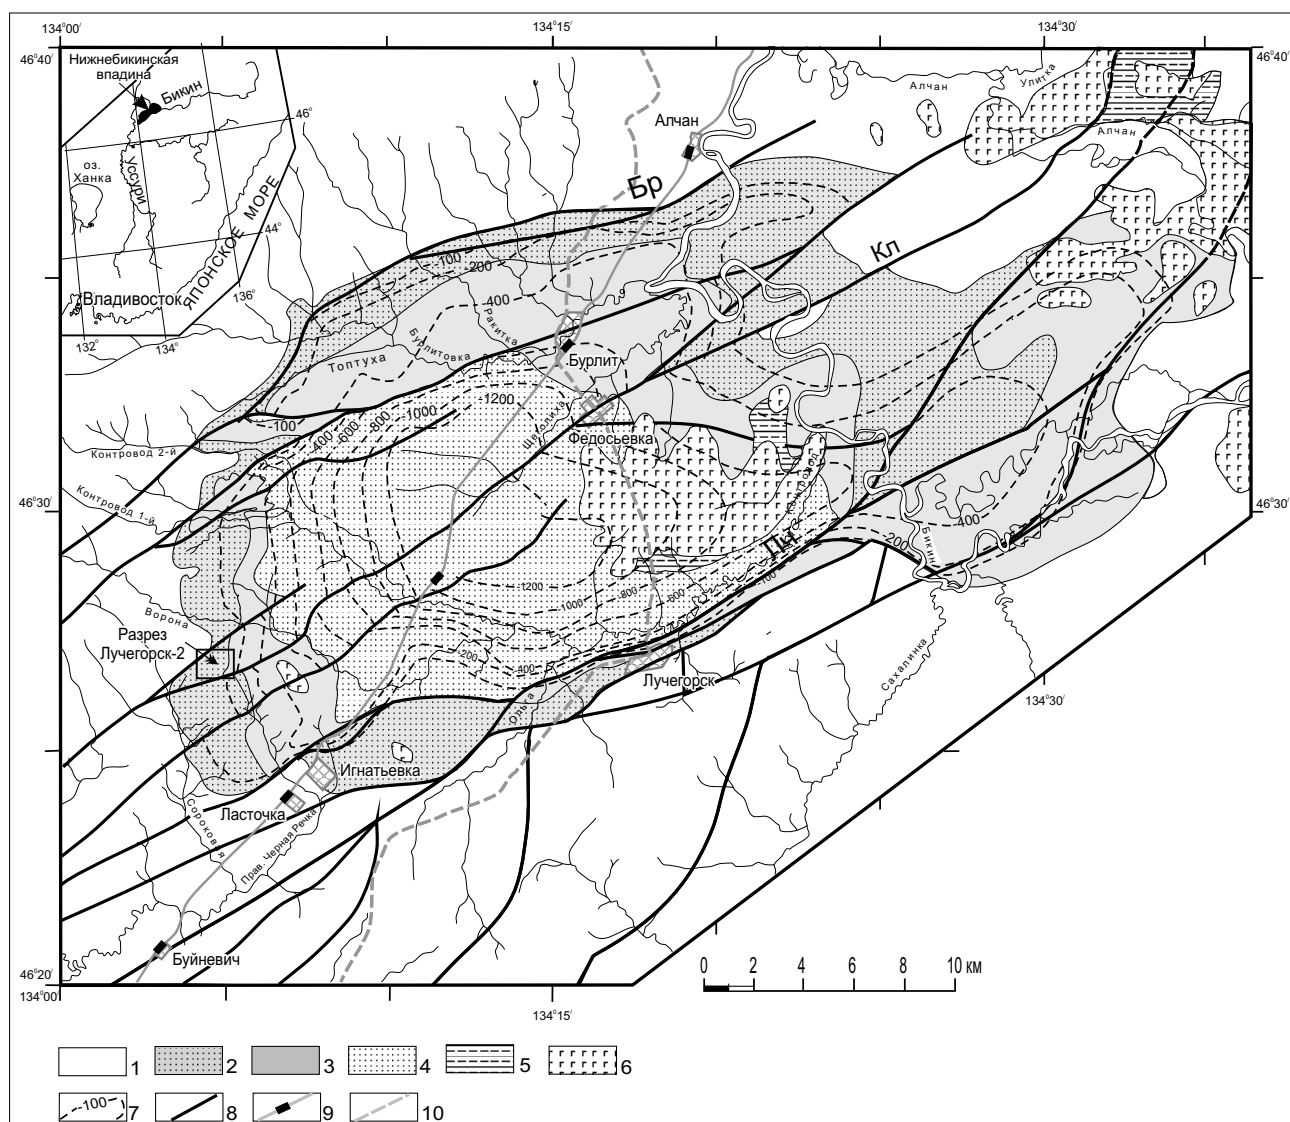 134°00′
134°15′
134°30′
46°40′
46°40′
Нижнебикинская
впадина
Бикин
46°
оз.
Ханка
Уссури
ЯПОНСКОЕ МОРЕ
44°
136°
Владивосток
132°
134°
Алчан
Улитка
Алчан
Алчан
Бр
Кл
-100
-200
-400
9
Ракитка
Бурлитовка
Топтуха
Бурлит
-100
-400
-600
-800
-1000
-1200
Федосьевка
Контровод 2-й
Контровод 1-й
46°30′
46°30′
Контровод
Бикин
-400
-200
-1200
-1000
-800
-600
-100
Ворона
Разрез
Лучегорск-2
-200
-400
Лучегорск
Сахалинка
134°30′
Ольга
Игнатьевка
Ласточка
Сороковая
Прав. Черная Речка
Буйневич
46°20′
134°00′
134°15′
0 2 4 6 8 10 км
1 2 3 4 5 6
-100 7 8 9 10